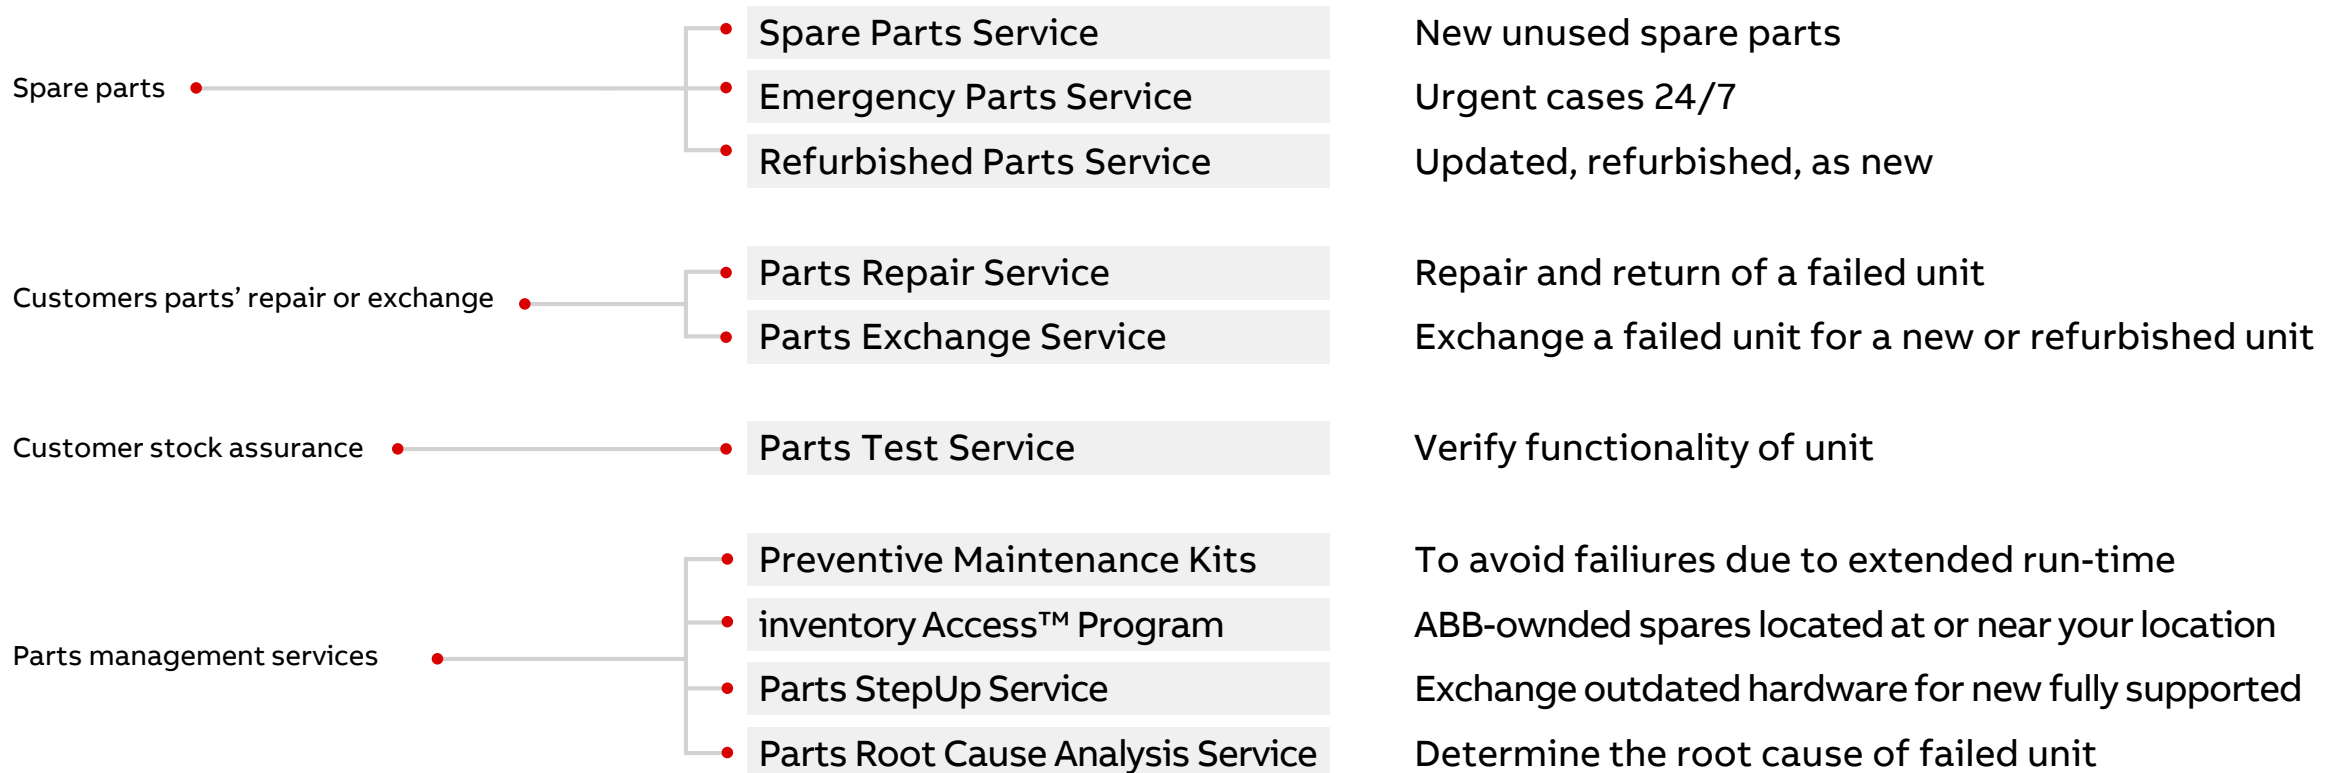 Spare parts
Spare Parts Service
New unused spare parts
Emergency Parts Service
Urgent cases 24/7
Refurbished Parts Service
Updated, refurbished, as new
Customers parts’ repair or exchange
Parts Repair Service
Repair and return of a failed unit
Parts Exchange Service
Exchange a failed unit for a new or refurbished unit
Customer stock assurance
Parts Test Service
Verify functionality of unit
Parts management services
Preventive Maintenance Kits
To avoid failiures due to extended run-time
inventory Access™ Program
ABB-ownded spares located at or near your location
Parts StepUp Service
Exchange outdated hardware for new fully supported
Parts Root Cause Analysis Service
Determine the root cause of failed unit